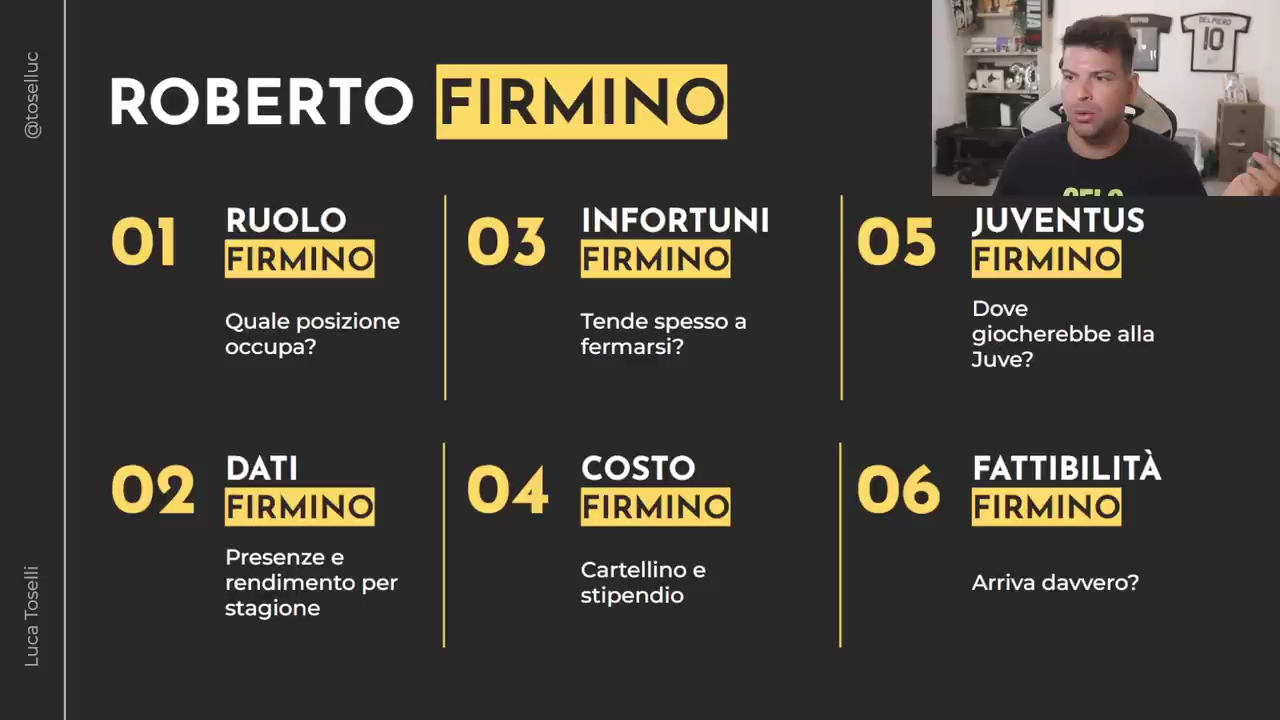 @toselluc
Luca Toselli
ROBERTO FIRMINO
01
RUOLO
FIRMINO
Quale posizione
occupa?
02
DATI
FIRMINO
Presenze e
rendimento per
stagione
03
INFORTUNI
FIRMINO
Tende spesso a
fermarsi?
04
COSTO
FIRMINO
Cartellino e
stipendio
05
JUVENTUS
FIRMINO
Dove
giocherebbe alla
Juve?
06
FATTIBILITÀ
FIRMINO
Arriva davvero?
DEL PIERO
10